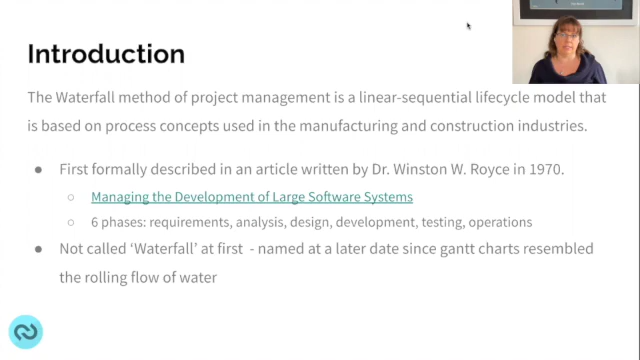 Introduction
The Waterfall method of project management is a linear-sequential lifecycle model that
is based on process concepts used in the manufacturing and construction industries.
● First formally described in an article written by Dr. Winston W. Royce in 1970.
○ Managing the Development of Large Software Systems
○ 6 phases: requirements, analysis, design, development, testing, operations
● Not called ‘Waterfall’ at first - named at a later date since gantt charts resembled
the rolling flow of water